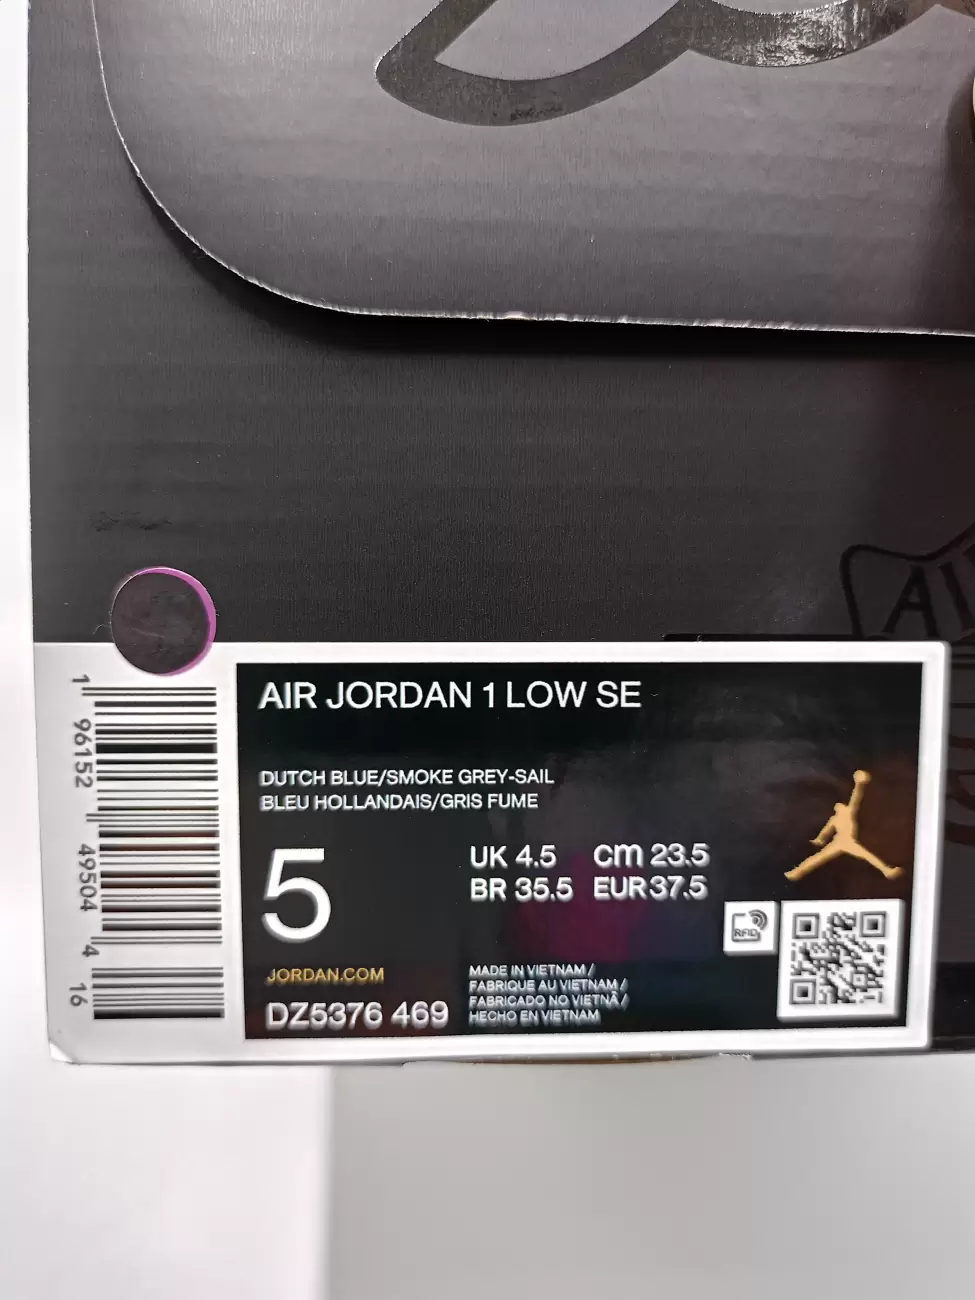 AIR JORDAN 1 LOW SE
DUTCH BLUE/SMOKE GREY-SAIL
BLEU HOLLANDAIS/GRIS FUME
5
UK 4.5 cm 23.5
BR 35.5 EUR 37.5
RFID
JORDAN.COM
DZ5376 469
MADE IN VIETNAM /
FABRIQUE AU VIETNAM /
FABRICADO NO VIETNÃ /
HECHO EN VIETNAM
1 96152 49504 4 16